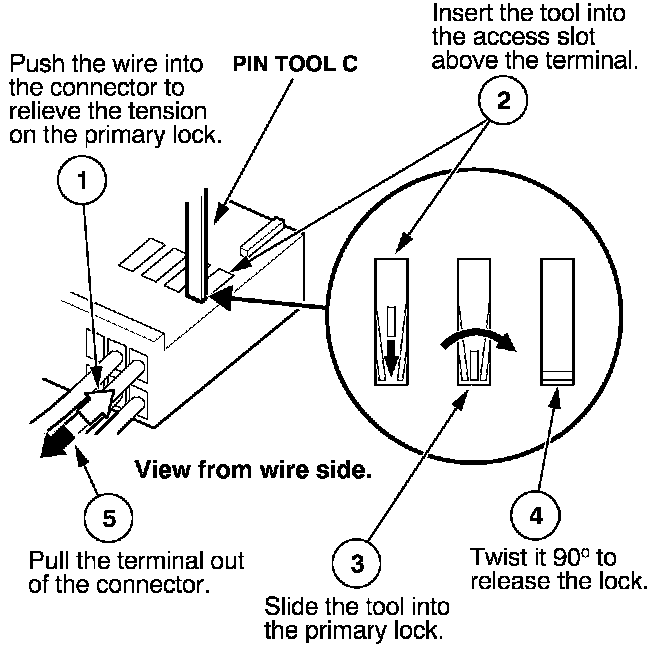 Insert the tool into
the access slot
above the terminal.
2
Push the wire into
the connector to
relieve the tension
on the primary lock.
1
PIN TOOL C
View from wire side.
5
Pull the terminal out
of the connector.
3
Slide the tool into
the primary lock.
4
Twist it 90º to
release the lock.